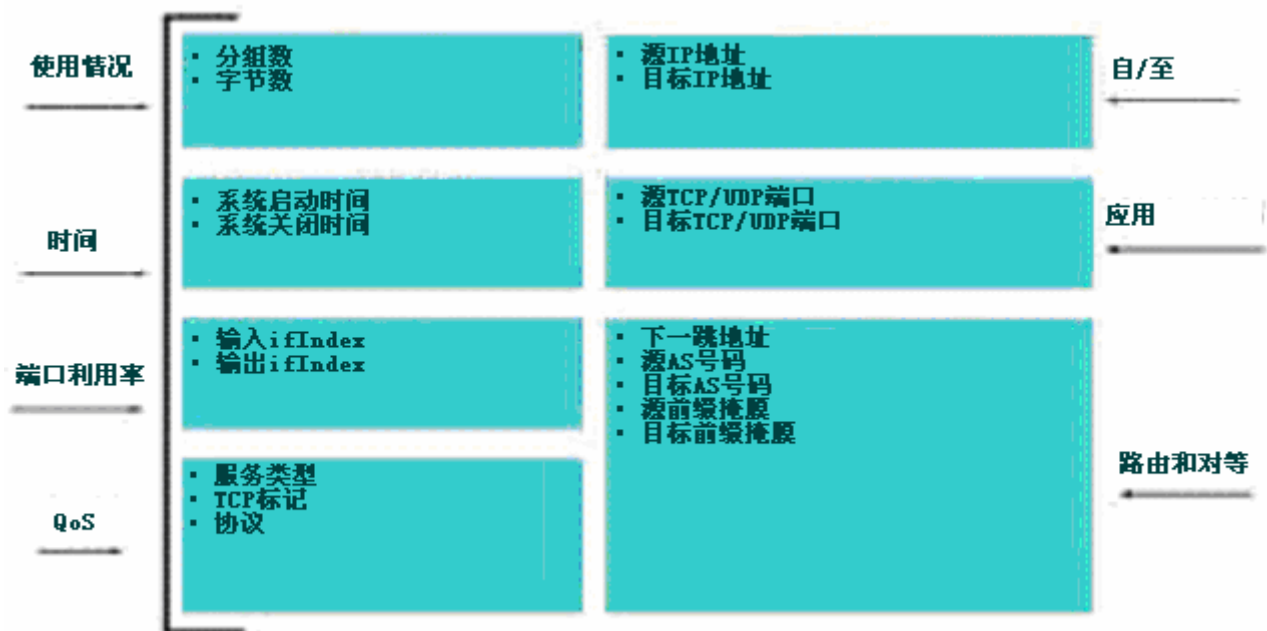 使用情况
· 分组数
· 字节数
· 源IP地址
· 目标IP地址
自/至
时间
· 系统启动时间
· 系统关闭时间
· 源TCP/UDP端口
· 目标TCP/UDP端口
应用
端口利用率
· 输入ifIndex
· 输出ifIndex
· 下一跳地址
· 源AS号码
· 目标AS号码
· 源前缀掩膜
· 目标前缀掩膜
路由和对等
QoS
· 服务类型
· TCP标记
· 协议